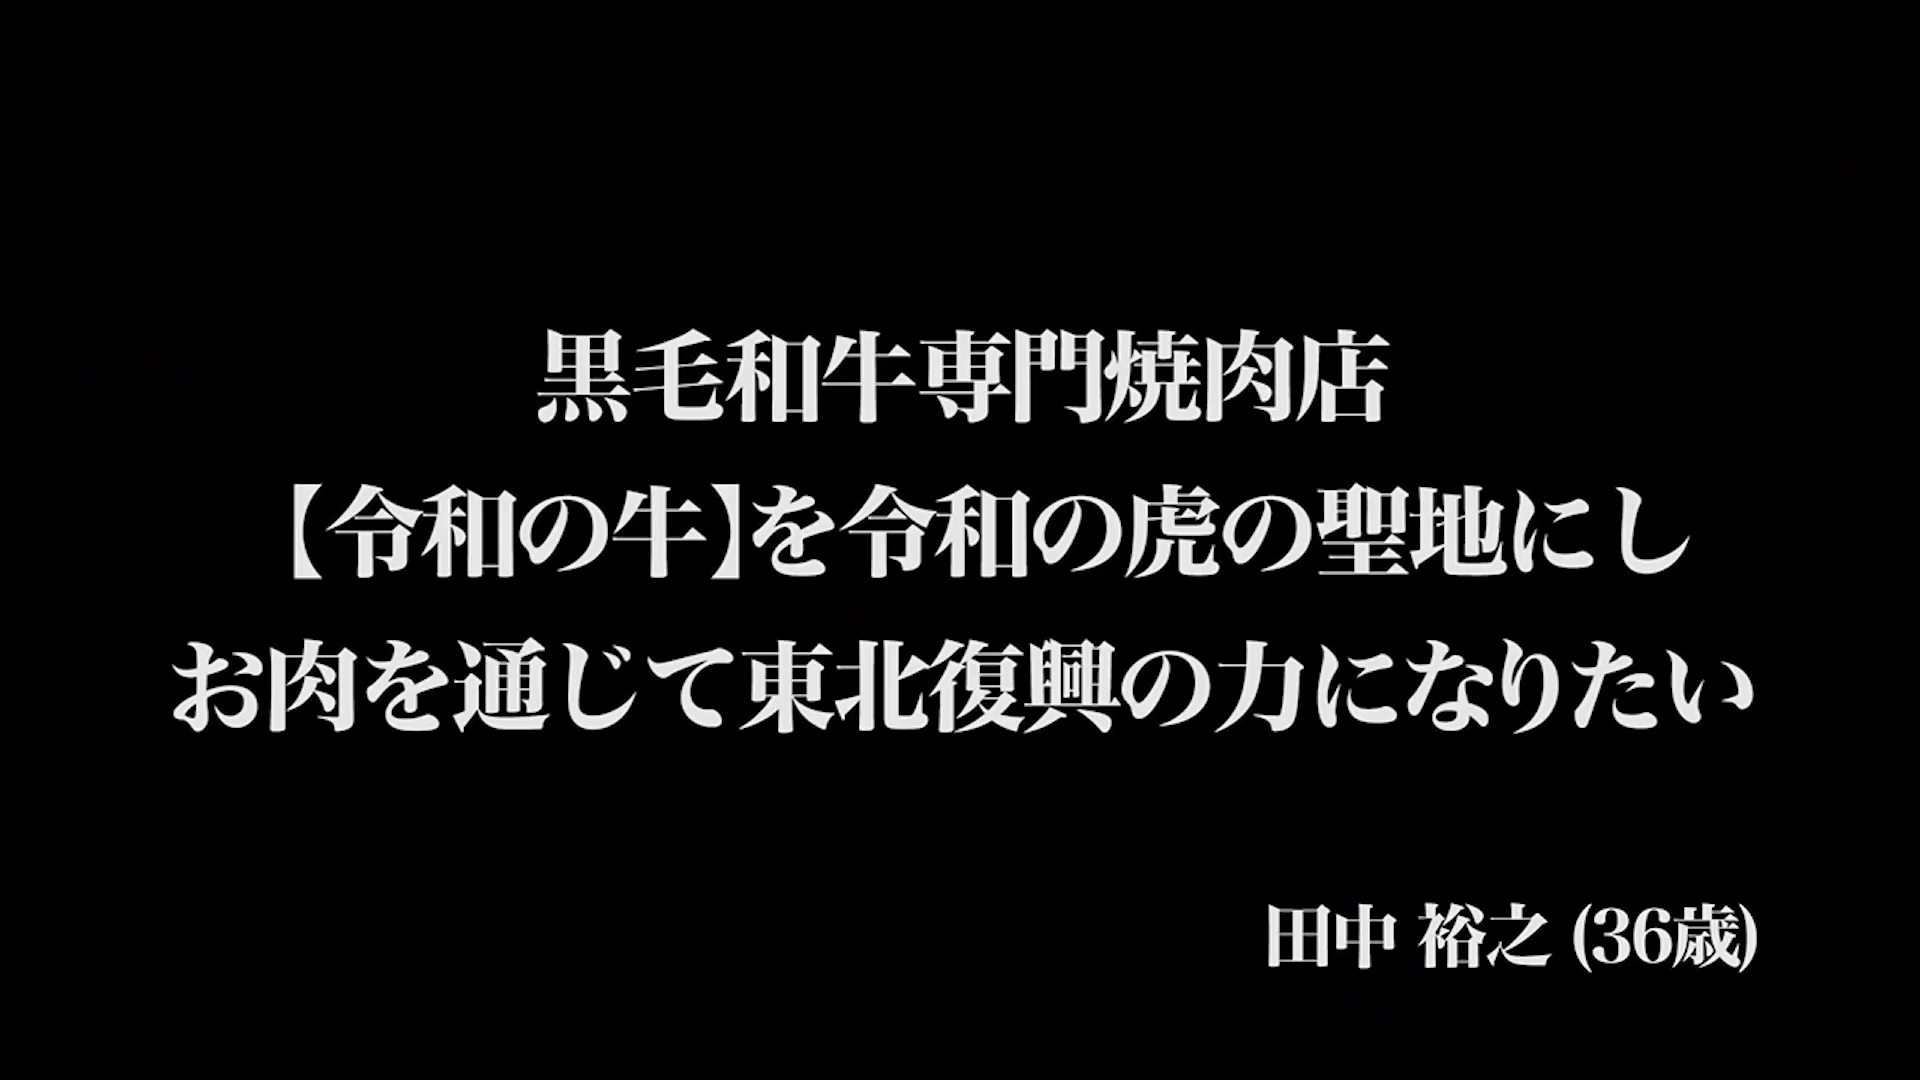 黒毛和牛専門焼肉店
【令和の牛】を令和の虎の聖地にし
お肉を通じて東北復興の力になりたい
田中 裕之 (36歳)